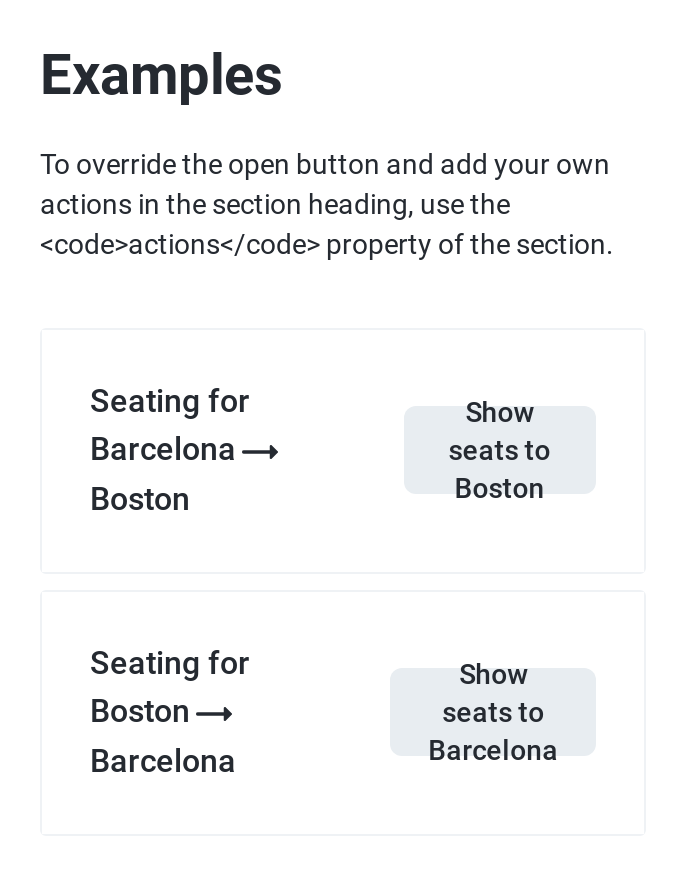 Examples
To override the open button and add your own
actions in the section heading, use the
<code>actions</code> property of the section.
Seating for
Barcelona →
Boston
Show
seats to
Boston
Seating for
Boston →
Barcelona
Show
seats to
Barcelona